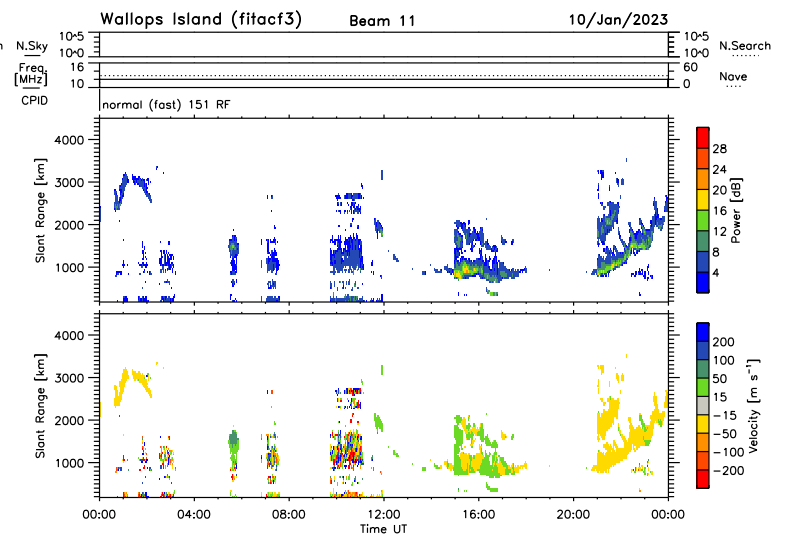 Wallops Island (fitacf3) Beam 11 10/Jan/2023
n N.Sky 10^5 10^5 N.Search
10^0 10^0
Freq. [MHz] 16 60 Nave
10 0
CPID normal (fast) 151 RF
Slant Range [km]
4000
3000
2000
1000
28
24
20
16
12
8
4
Power [dB]
Slant Range [km]
4000
3000
2000
1000
200
100
50
15
-15
-50
-100
-200
Velocity [m s⁻¹]
00:00 04:00 08:00 12:00 16:00 20:00 00:00
Time UT